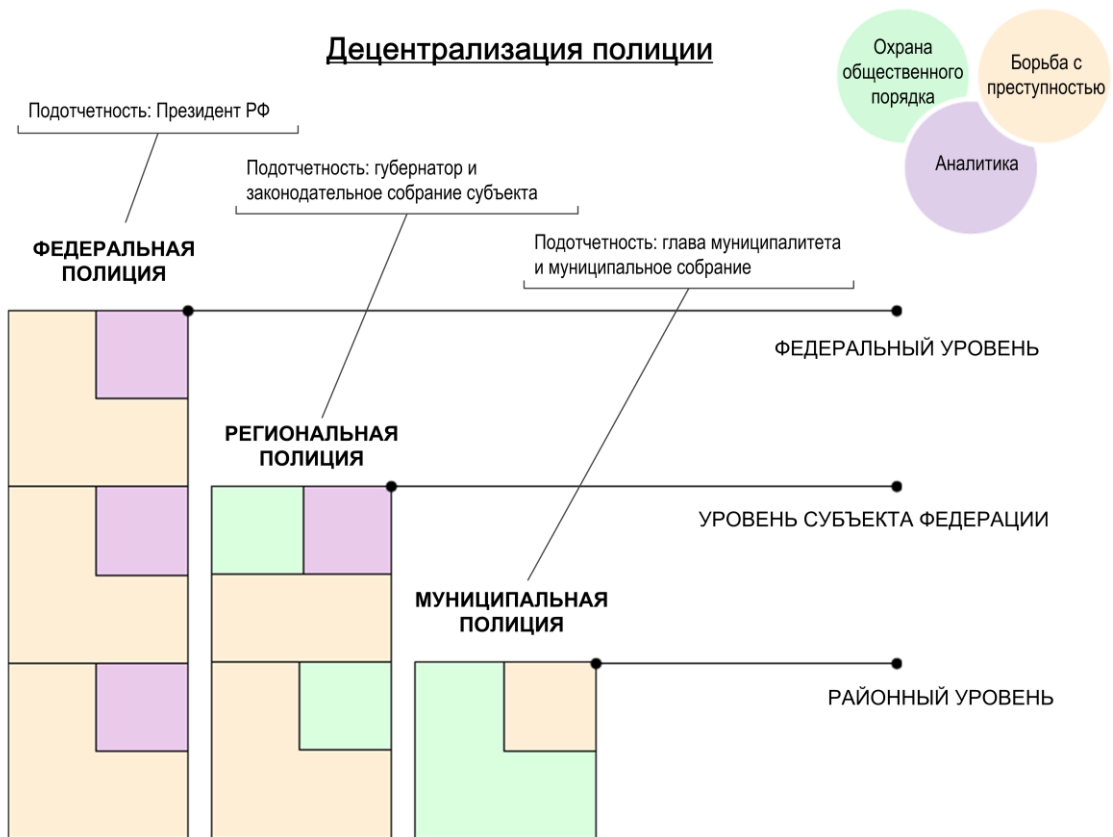 Децентрализация полиции
Охрана
общественного
порядка
Борьба с
преступностью
Аналитика
Подотчетность: Президент РФ
Подотчетность: губернатор и
законодательное собрание субъекта
Подотчетность: глава муниципалитета
и муниципальное собрание
ФЕДЕРАЛЬНАЯ
ПОЛИЦИЯ
ФЕДЕРАЛЬНЫЙ УРОВЕНЬ
РЕГИОНАЛЬНАЯ
ПОЛИЦИЯ
УРОВЕНЬ СУБЪЕКТА ФЕДЕРАЦИИ
МУНИЦИПАЛЬНАЯ
ПОЛИЦИЯ
РАЙОННЫЙ УРОВЕНЬ